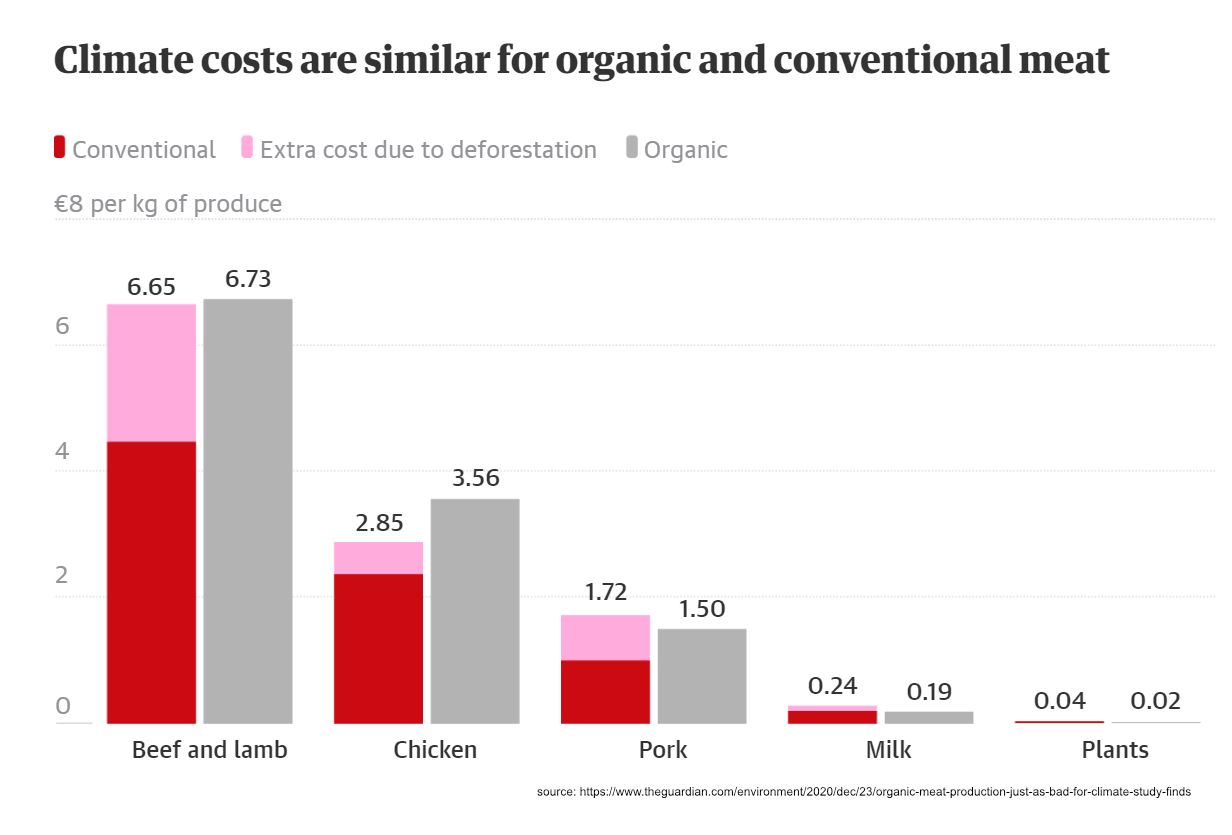 Climate costs are similar for organic and conventional meat
Conventional Extra cost due to deforestation Organic
€8 per kg of produce
6.65 6.73
6
4
3.56
2.85
2
1.72 1.50
0.24 0.19
0.04 0.02
0
Beef and lamb Chicken Pork Milk Plants
source: https://www.theguardian.com/environment/2020/dec/23/organic-meat-production-just-as-bad-for-climate-study-finds